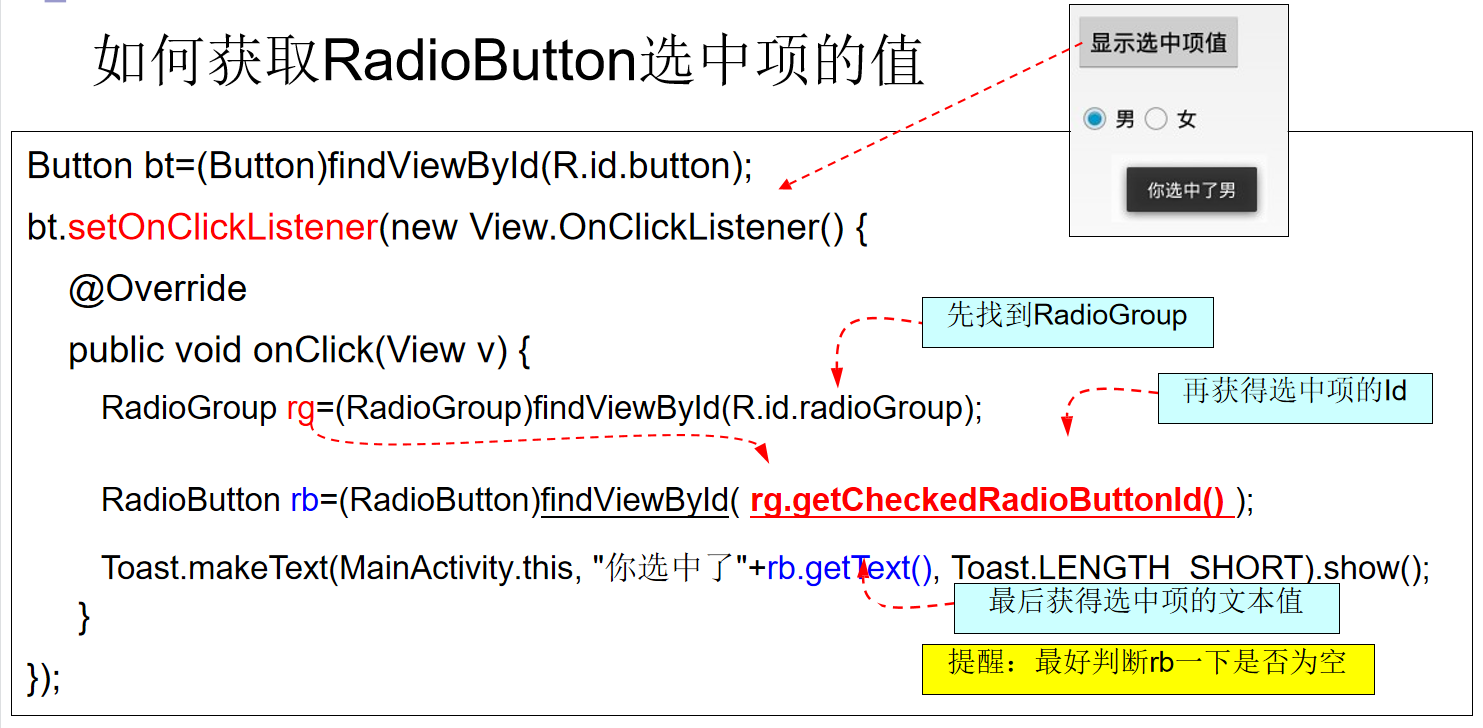 如何获取RadioButton选中项的值
显示选中项值
男 女
你选中了男
Button bt=(Button)findViewById(R.id.button);
bt.setOnClickListener(new View.OnClickListener() {
@Override
public void onClick(View v) {
先找到RadioGroup
再获得选中项的Id
RadioGroup rg=(RadioGroup)findViewById(R.id.radioGroup);
RadioButton rb=(RadioButton)findViewById( rg.getCheckedRadioButtonId() );
Toast.makeText(MainActivity.this, "你选中了"+rb.getText(), Toast.LENGTH_SHORT).show();
最后获得选中项的文本值
}
提醒：最好判断rb一下是否为空
});